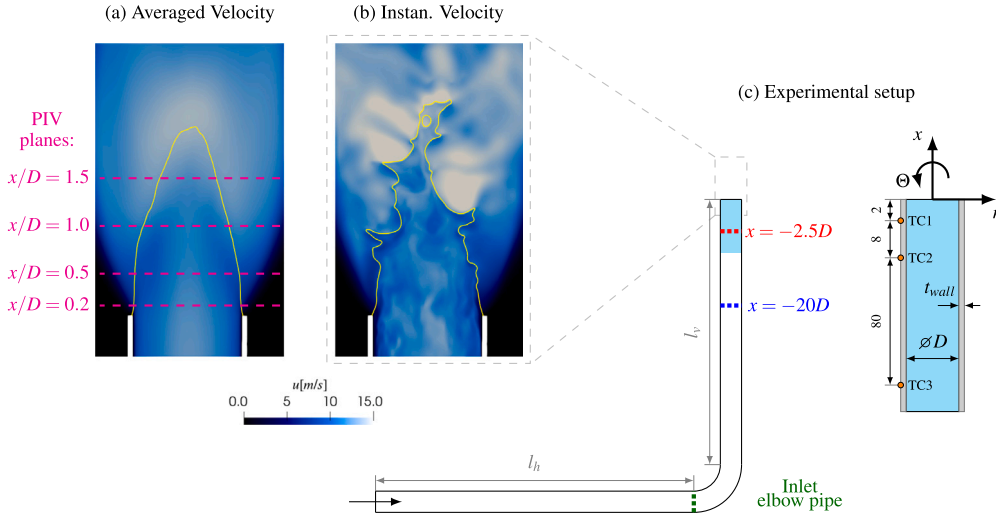 (a) Averaged Velocity
(b) Instan. Velocity
(c) Experimental setup
PIV
planes:
x/D = 1.5
x/D = 1.0
x/D = 0.5
x/D = 0.2
u[m/s]
0.0 5 10 15.0
x = −2.5D
x = −20D
l_v
l_h
Inlet
elbow pipe
x
Θ
r
2
TC1
8
TC2
t_wall
80
⌀D
TC3